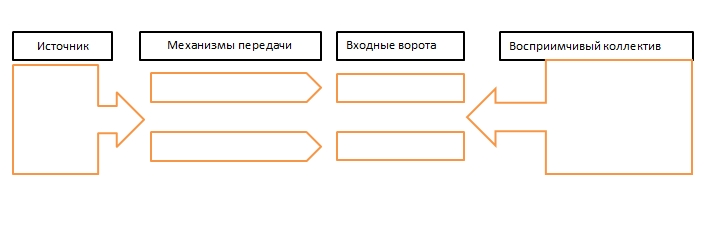 Источник
Механизмы передачи
Входные ворота
Восприимчивый коллектив